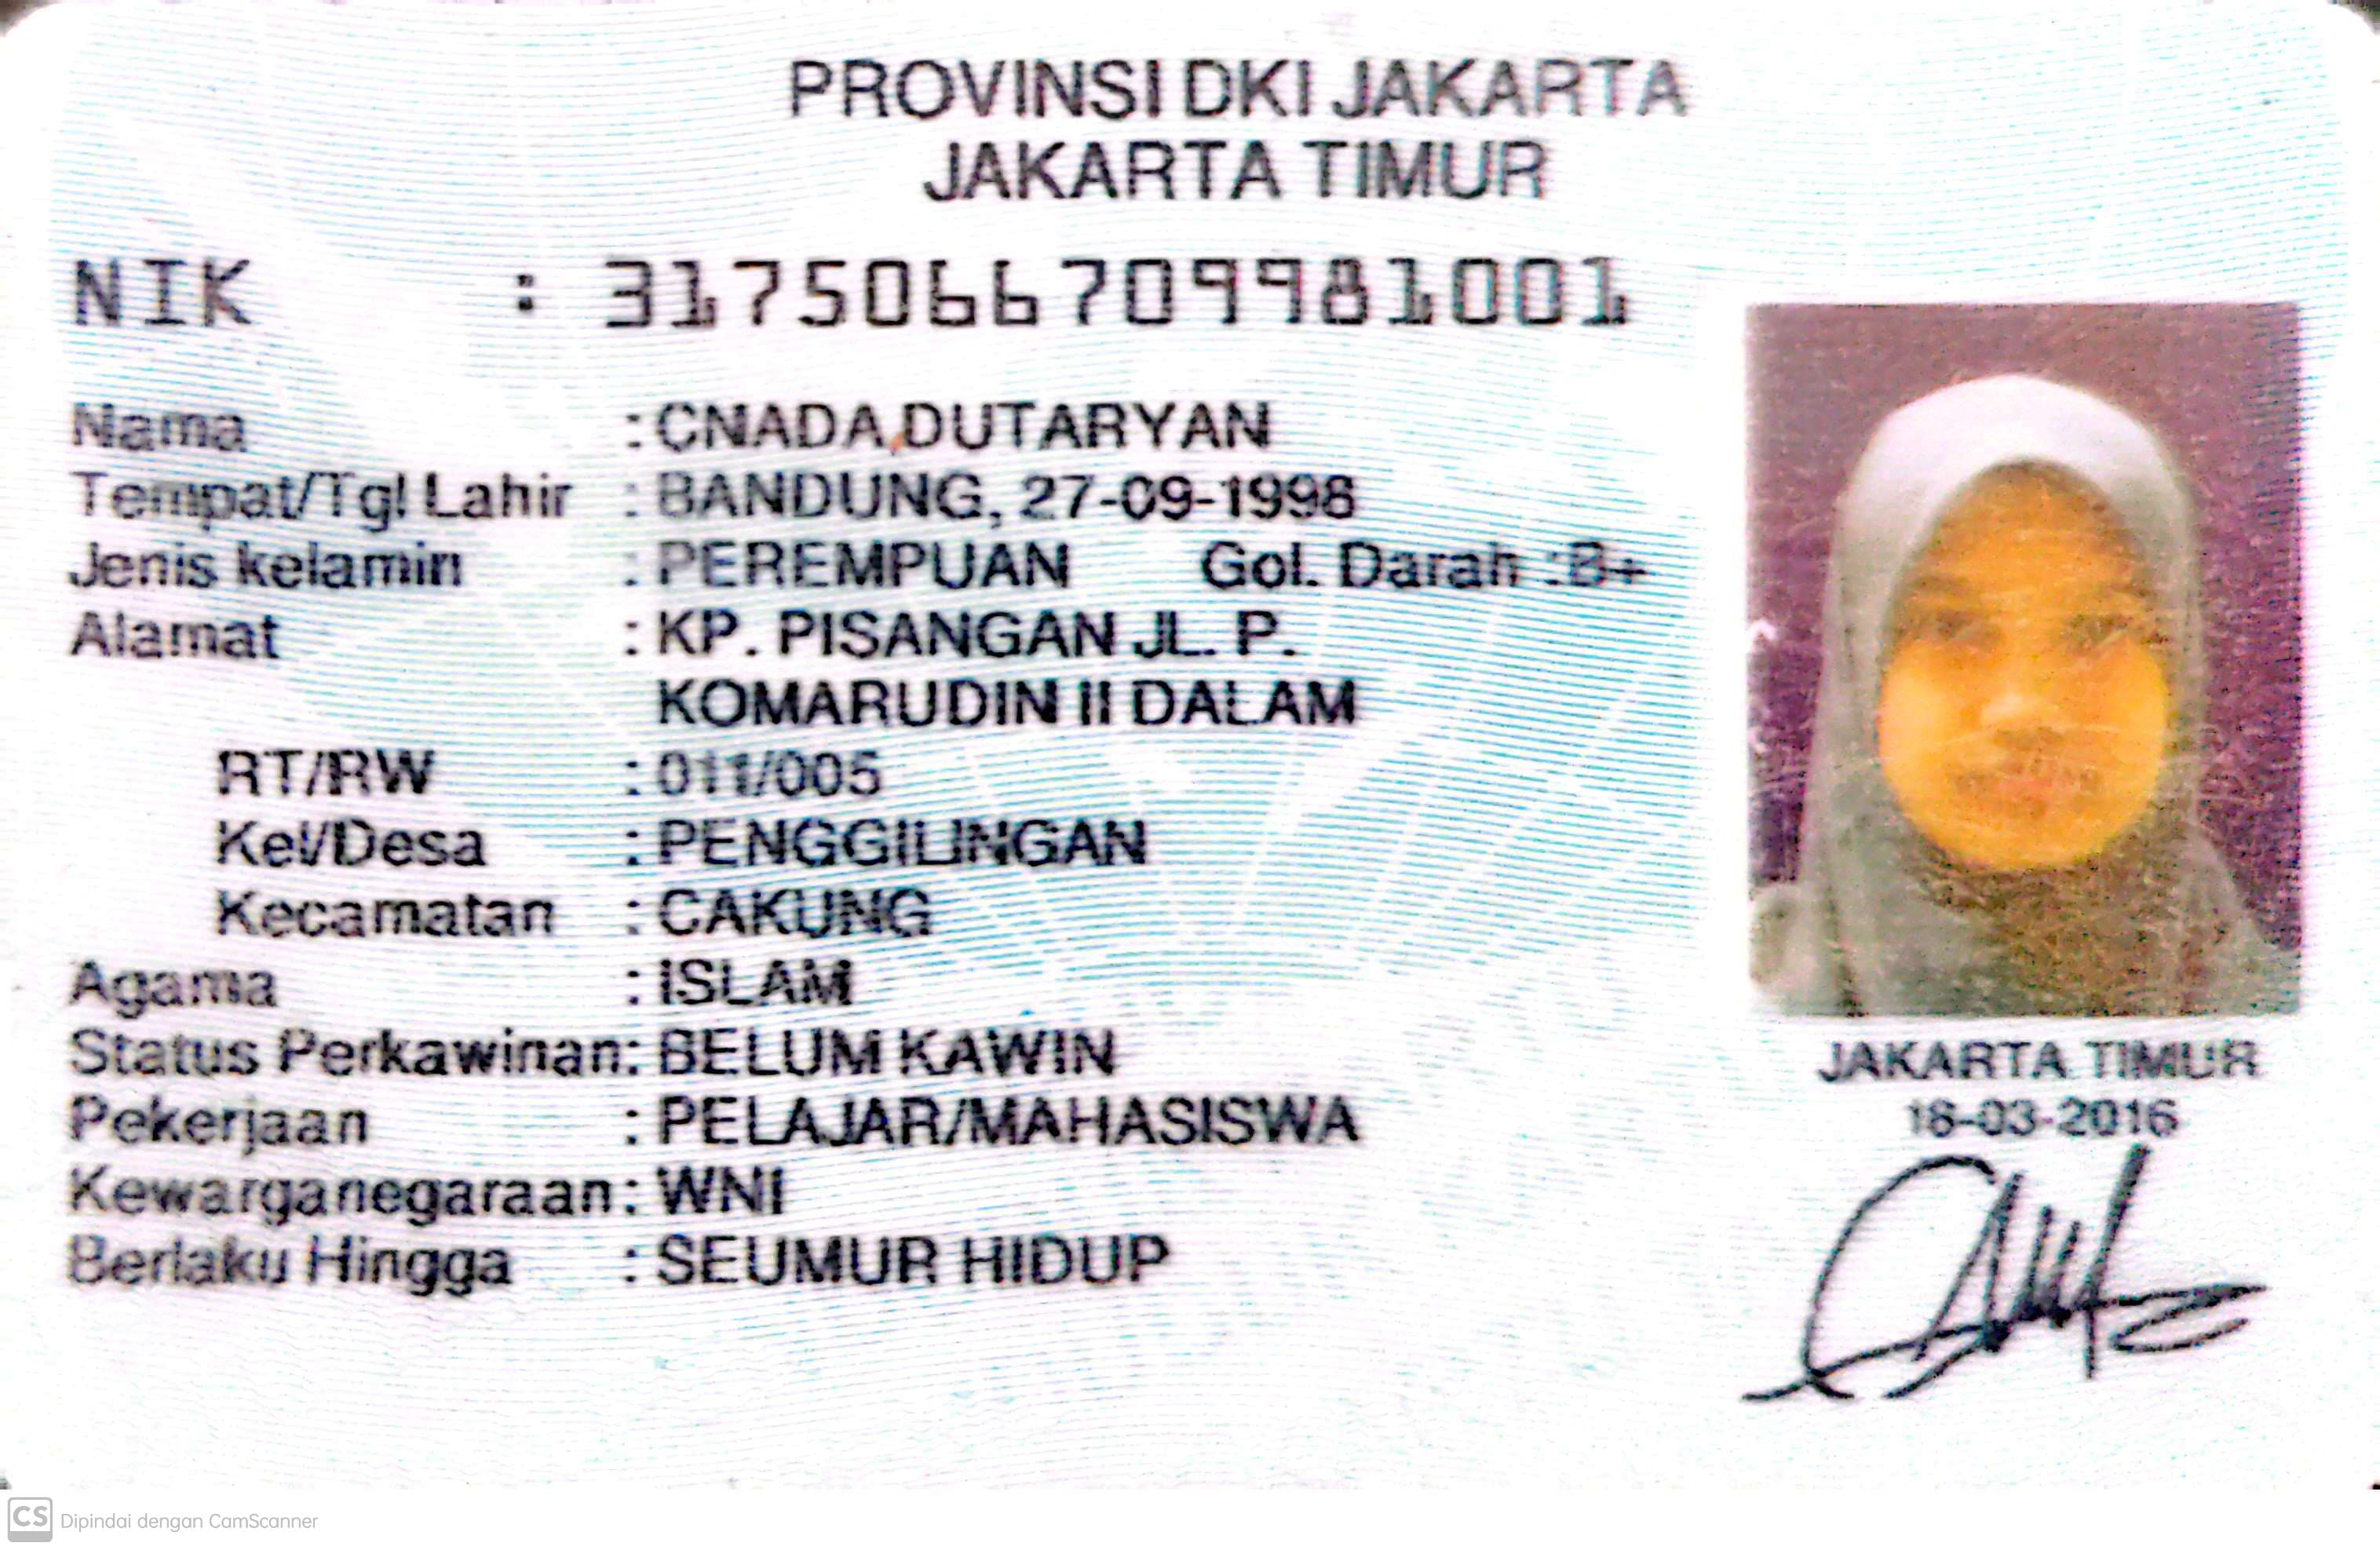 PROVINSI DKI JAKARTA
JAKARTA TIMUR
NIK : 3175066709981001
Nama : CNADA DUTARYAN
Tempat/Tgl Lahir : BANDUNG, 27-09-1998
Jenis kelamin : PEREMPUAN Gol. Darah :B+
Alamat : KP. PISANGAN JL. P.
KOMARUDIN II DALAM
RT/RW : 011/005
Kel/Desa : PENGGILINGAN
Kecamatan : CAKUNG
Agama : ISLAM
Status Perkawinan: BELUM KAWIN
Pekerjaan : PELAJAR/MAHASISWA
Kewarganegaraan: WNI
Berlaku Hingga : SEUMUR HIDUP
JAKARTA TIMUR
16-03-2016
CS Dipindai dengan CamScanner